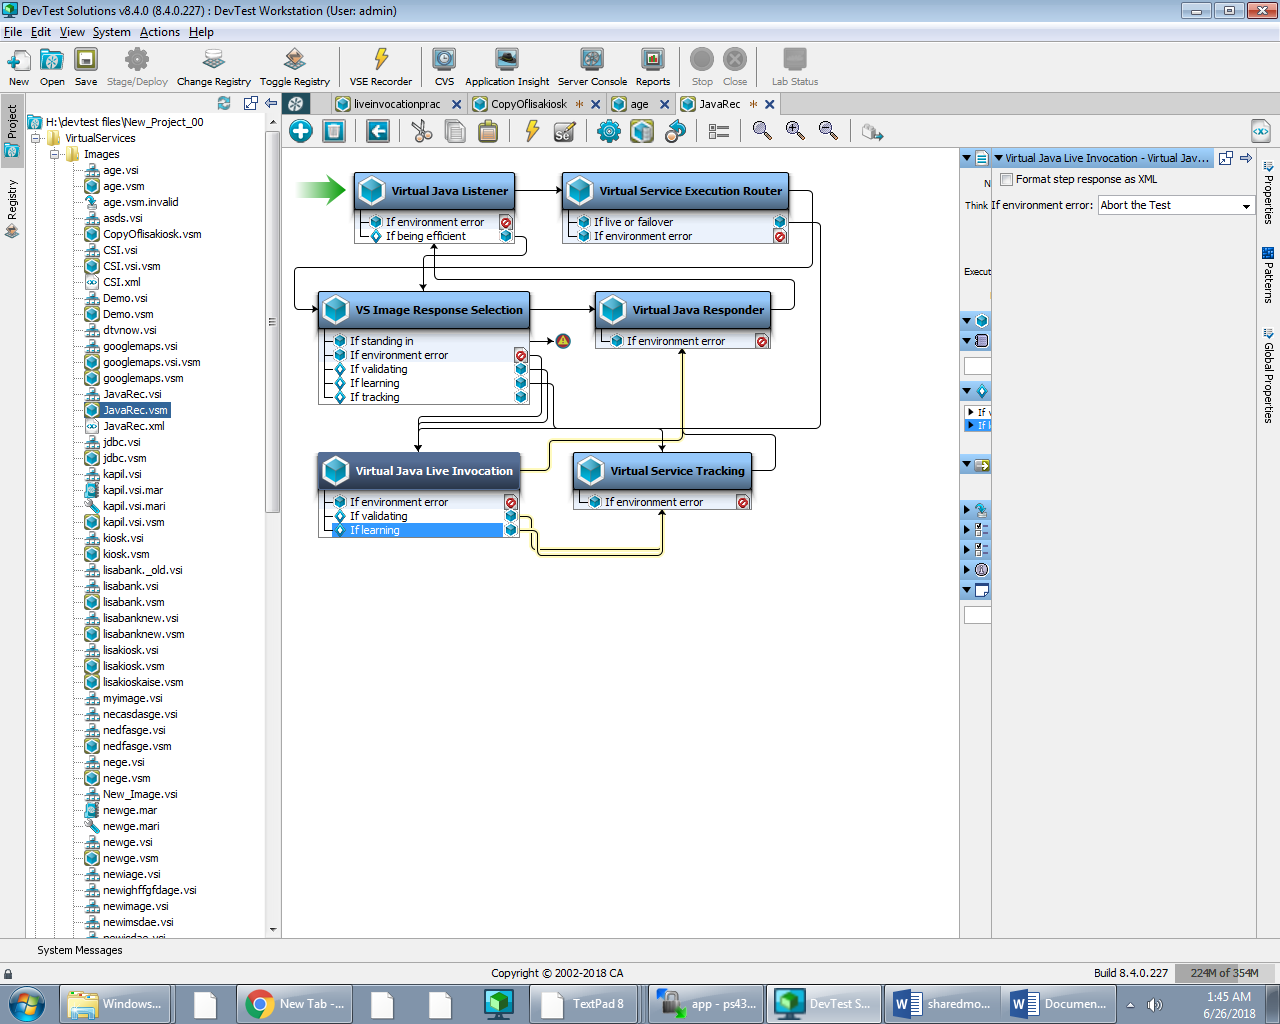 DevTest Solutions v8.4.0 (8.4.0.227) : DevTest Workstation (User: admin)
File Edit View System Actions Help
New Open Save Stage/Deploy Change Registry Toggle Registry VSE Recorder CVS Application Insight Server Console Reports Stop Close Lab Status
Project
Registry
H:\devtest files\New_Project_00
VirtualServices
Images
age.vsi
age.vsm
age.vsm.invalid
asds.vsi
CopyOflisakiosk.vsm
CSI.vsi
CSI.vsi.vsm
CSI.xml
Demo.vsi
Demo.vsm
dtvnow.vsi
googlemaps.vsi
googlemaps.vsi.vsm
googlemaps.vsm
JavaRec.vsi
JavaRec.vsm
JavaRec.xml
jdbc.vsi
jdbc.vsm
kapil.vsi
kapil.vsi.mar
kapil.vsi.mari
kapil.vsi.vsm
kiosk.vsi
kiosk.vsm
lisabank._old.vsi
lisabank.vsi
lisabank.vsm
lisabanknew.vsi
lisabanknew.vsm
lisakiosk.vsi
lisakiosk.vsm
lisakioskaise.vsm
myimage.vsi
necasdasge.vsi
nedfasge.vsi
nedfasge.vsm
nege.vsi
nege.vsm
New_Image.vsi
newge.mar
newge.mari
newge.vsi
newge.vsm
newiage.vsi
newighffgfdage.vsi
newimage.vsi
newimsdae.vsi
liveinvocationprac CopyOflisakiosk age JavaRec
Virtual Java Listener
If environment error
If being efficient
Virtual Service Execution Router
If live or failover
If environment error
VS Image Response Selection
If standing in
If environment error
If validating
If learning
If tracking
Virtual Java Responder
If environment error
Virtual Java Live Invocation
If environment error
If validating
If learning
Virtual Service Tracking
If environment error
Virtual Java Live Invocation - Virtual Jav...
N
Format step response as XML
Think
If environment error: Abort the Test
Execut
If
Properties
Patterns
Global Properties
System Messages
Copyright © 2002-2018 CA
Build 8.4.0.227
224M of 354M
Windows... New Tab -... TextPad 8 app - ps43... DevTest S... sharedmo... Documen...
1:45 AM
6/26/2018